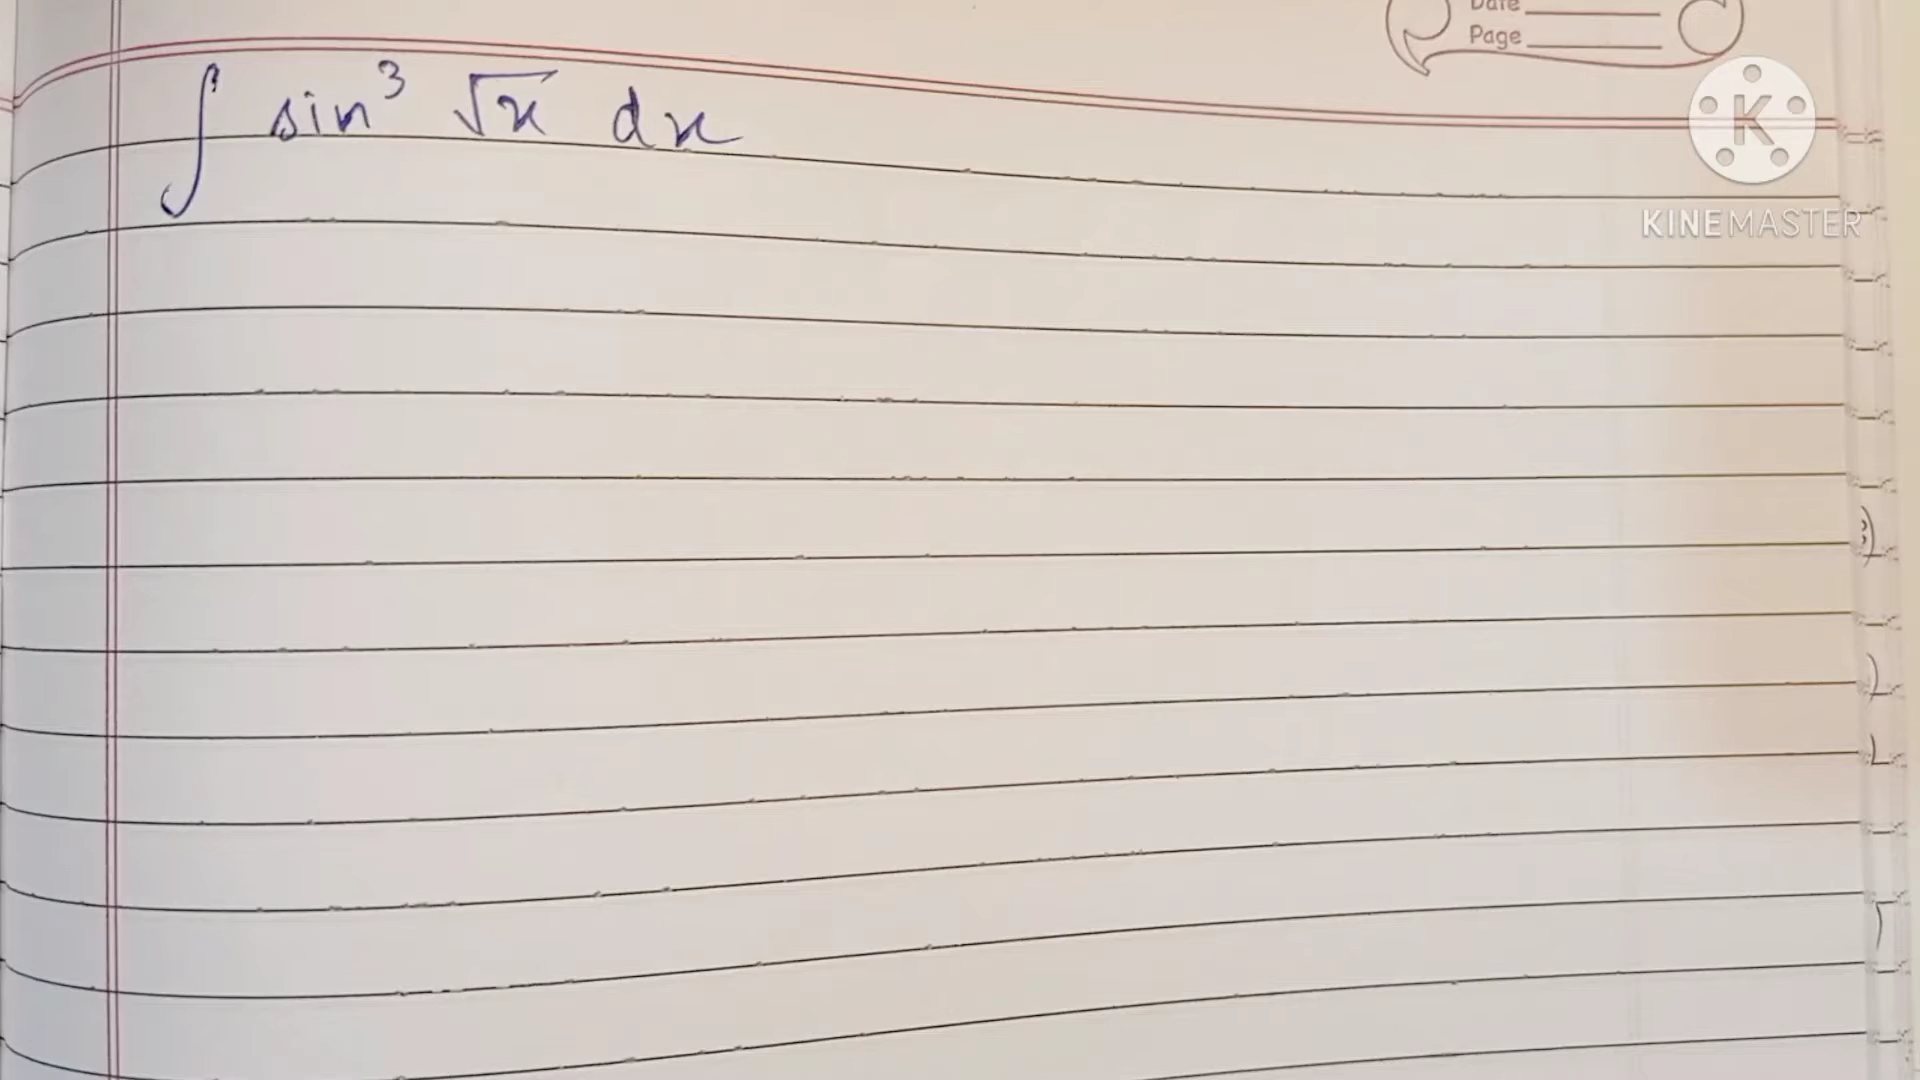 Date
Page
∫ sin³ √x dx
K
KINEMASTER